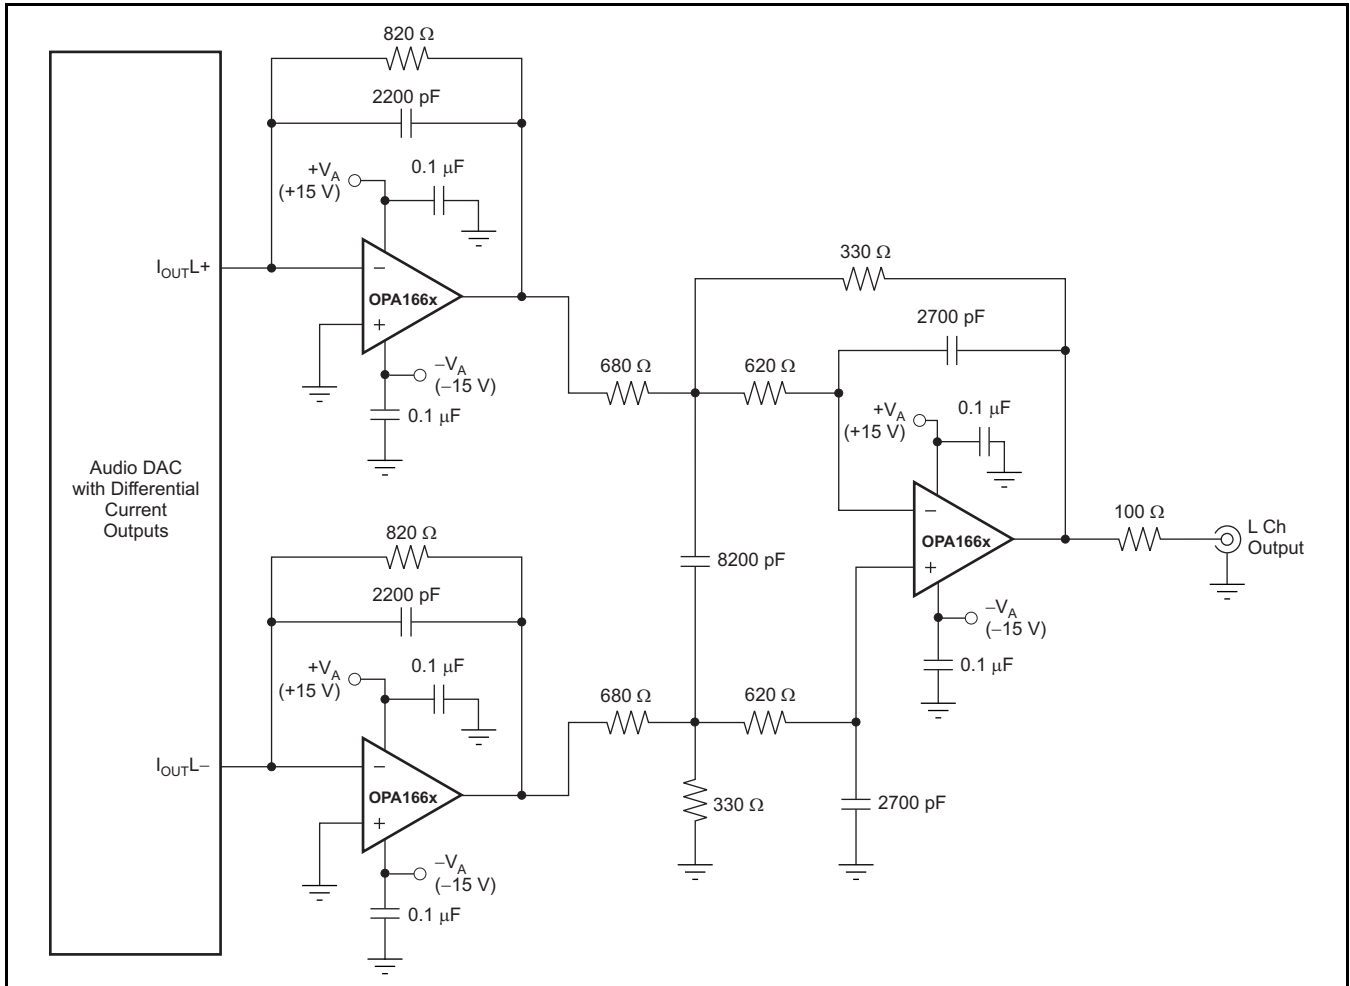 820 Ω
2200 pF
+VA
(+15 V)
0.1 μF
IOUTL+
−
OPA166x
+
−VA
(−15 V)
0.1 μF
Audio DAC
with Differential
Current
Outputs
820 Ω
2200 pF
+VA
(+15 V)
0.1 μF
IOUTL−
−
OPA166x
+
−VA
(−15 V)
0.1 μF
680 Ω
620 Ω
330 Ω
2700 pF
8200 pF
680 Ω
620 Ω
330 Ω
2700 pF
+VA
(+15 V)
0.1 μF
−
OPA166x
+
−VA
(−15 V)
0.1 μF
100 Ω
L Ch
Output